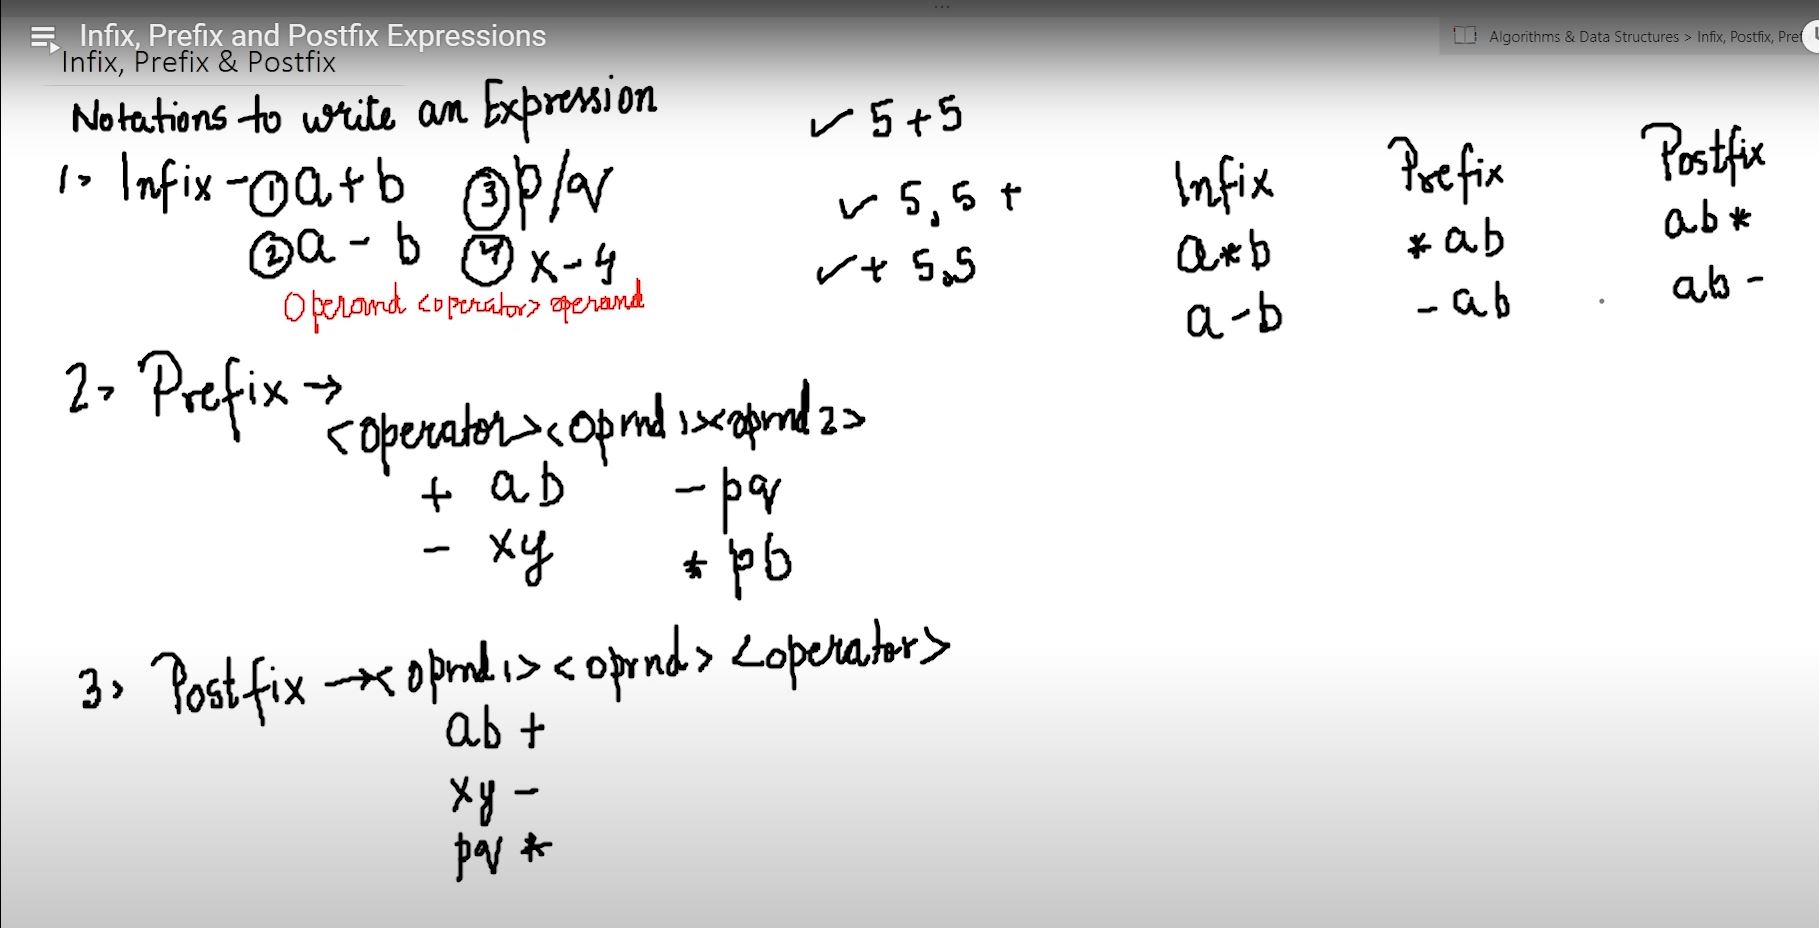 Infix, Prefix and Postfix Expressions
Algorithms & Data Structures > Infix, Postfix, Pref
Infix, Prefix & Postfix
Notations to write an Expression
1> Infix - ① a + b ③ p/q
② a - b ④ x - y
Operand <operator> operand
✓ 5 + 5
✓ 5, 5 +
✓ + 5,5
Infix Prefix Postfix
a*b *ab ab*
a-b -ab ab-
2> Prefix →
<operator><oprnd 1><oprnd 2>
+ ab - pq
- xy * pb
3> Postfix → <oprnd 1> <oprnd> <operator>
ab +
xy -
pq *